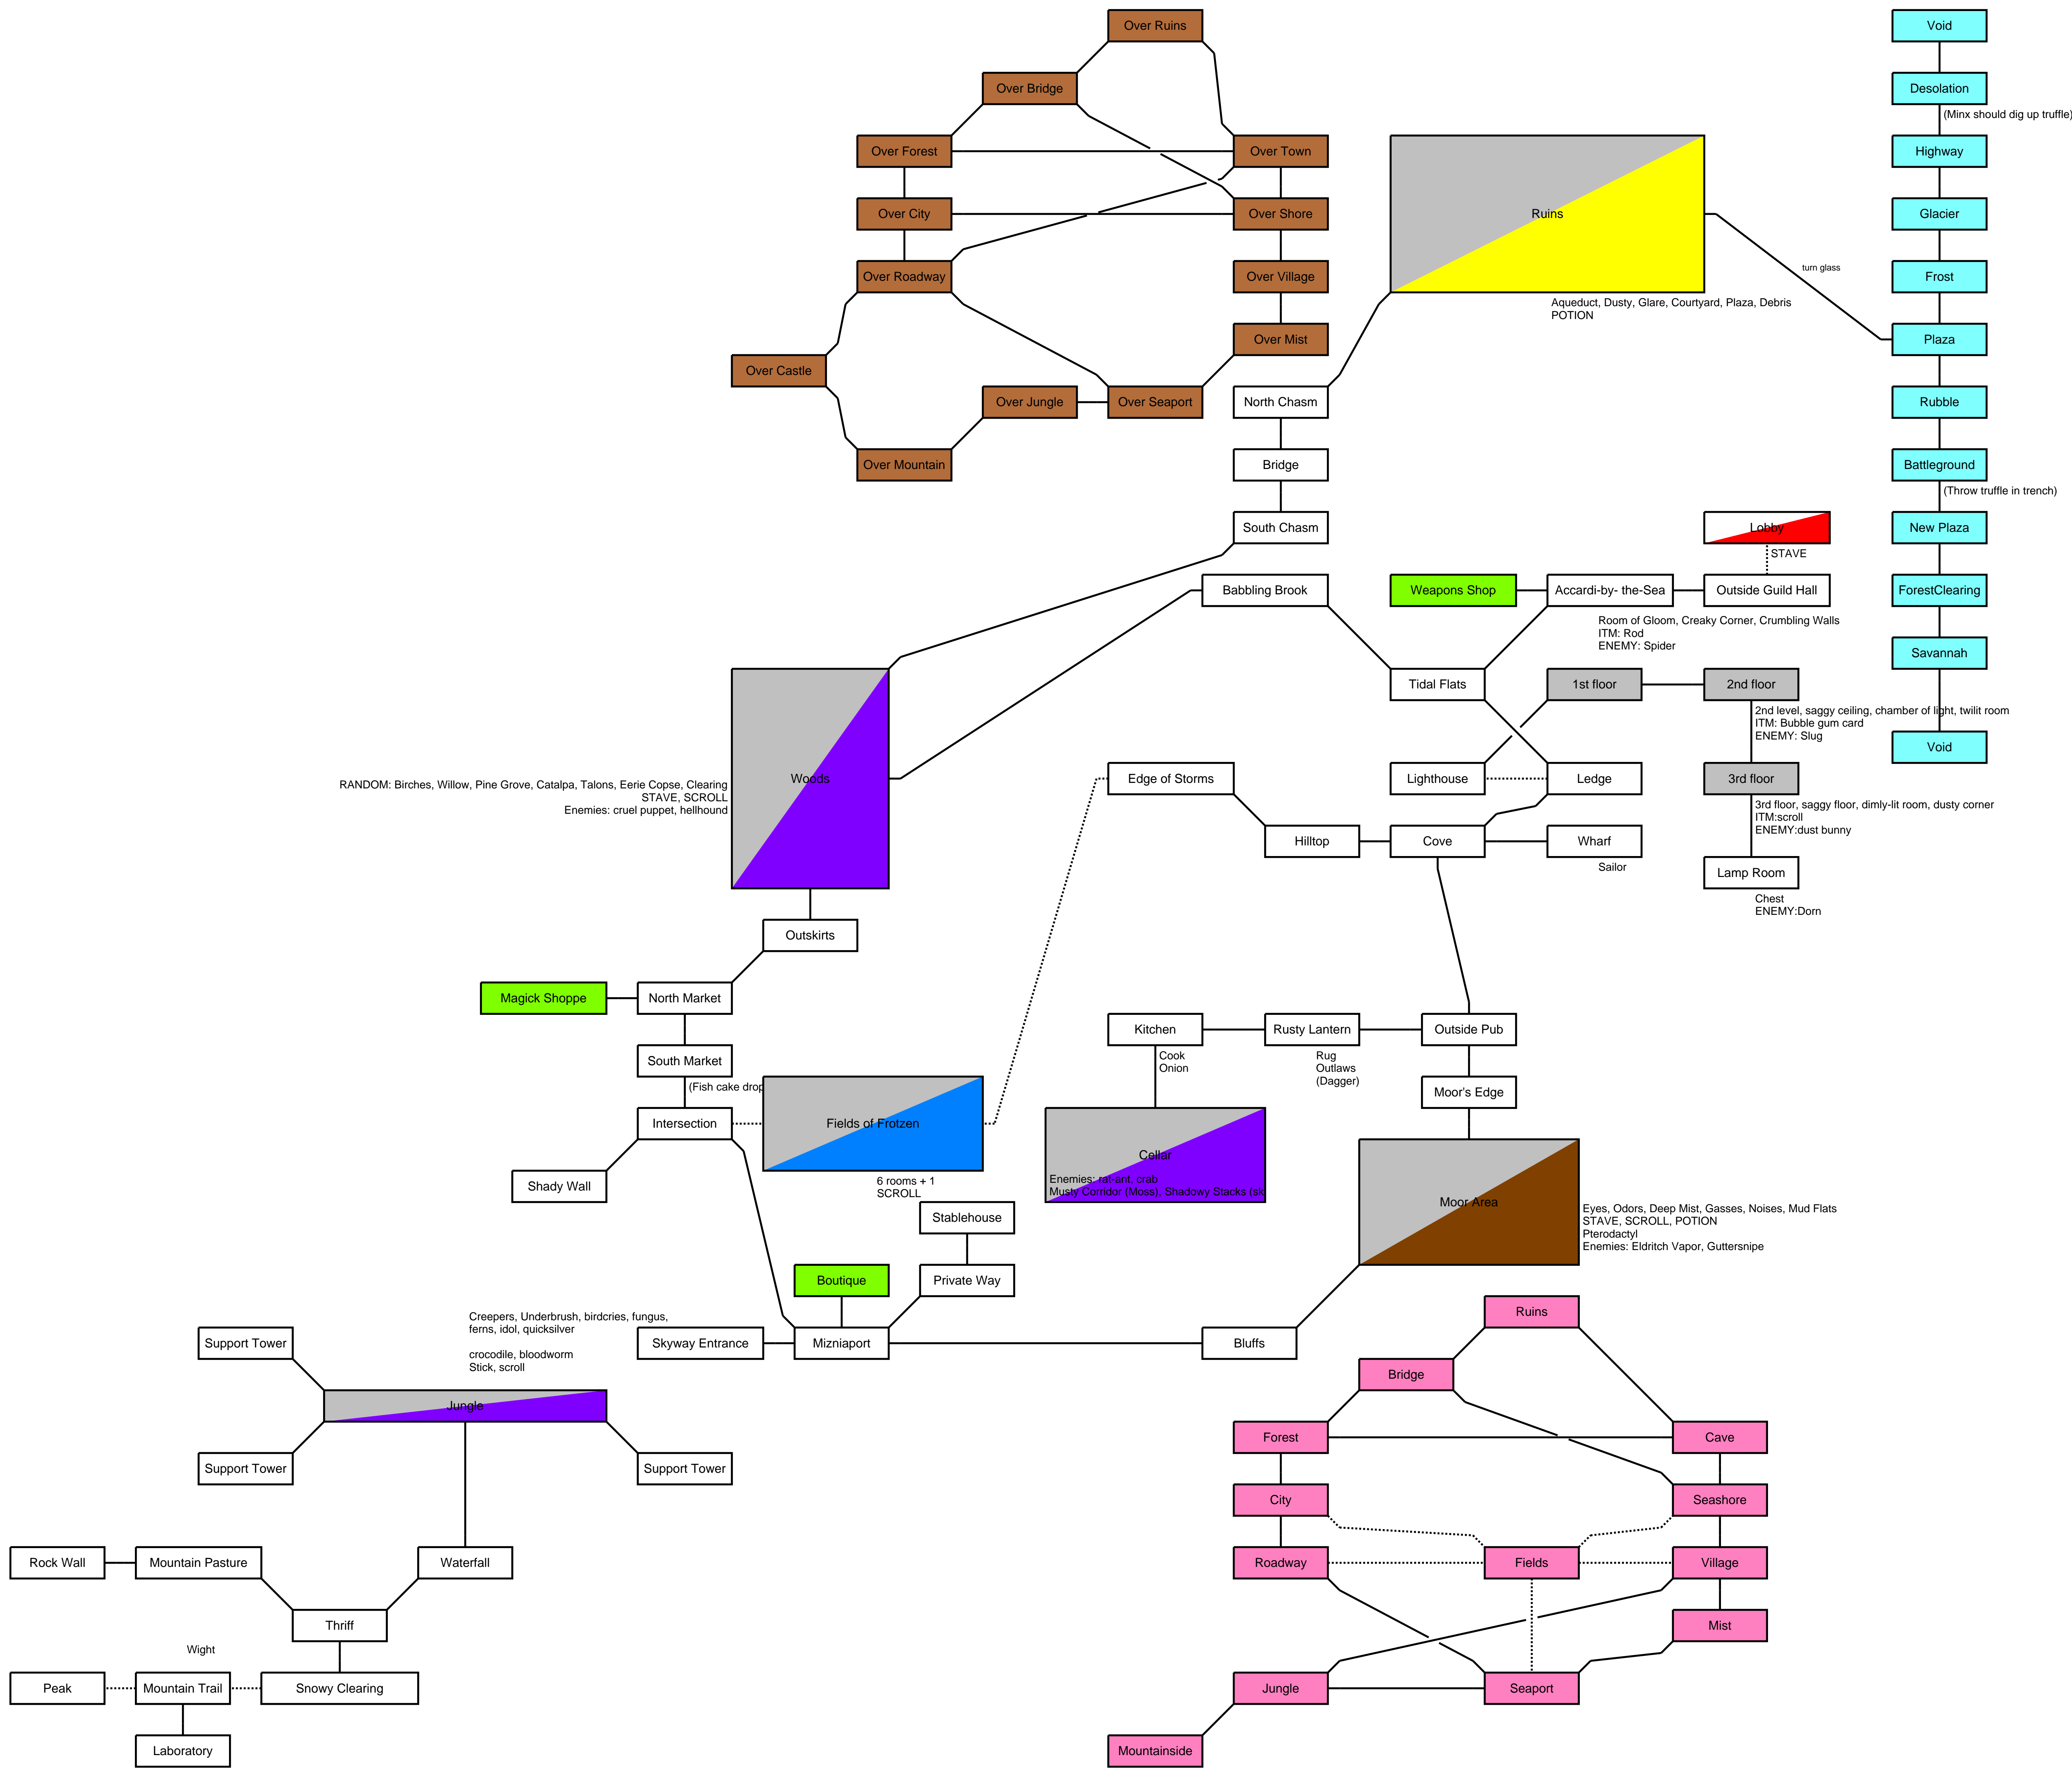 Over Ruins
Void
Over Bridge
Desolation
(Minx should dig up truffle)
Over Forest
Over Town
Highway
Over City
Over Shore
Ruins
Glacier
Over Roadway
Over Village
turn glass
Frost
Aqueduct, Dusty, Glare, Courtyard, Plaza, Debris
POTION
Over Mist
Plaza
Over Castle
Over Jungle
Over Seaport
North Chasm
Rubble
Over Mountain
Bridge
Battleground
(Throw truffle in trench)
South Chasm
Lobby
New Plaza
STAVE
Babbling Brook
Weapons Shop
Accardi-by- the-Sea
Outside Guild Hall
ForestClearing
Room of Gloom, Creaky Corner, Crumbling Walls
ITM: Rod
ENEMY: Spider
Savannah
Tidal Flats
1st floor
2nd floor
2nd level, saggy ceiling, chamber of light, twilit room
ITM: Bubble gum card
ENEMY: Slug
Void
Woods
RANDOM: Birches, Willow, Pine Grove, Catalpa, Talons, Eerie Copse, Clearing
STAVE, SCROLL
Enemies: cruel puppet, hellhound
Edge of Storms
Lighthouse
Ledge
3rd floor
3rd floor, saggy floor, dimly-lit room, dusty corner
ITM:scroll
ENEMY:dust bunny
Hilltop
Cove
Wharf
Sailor
Lamp Room
Chest
ENEMY:Dorn
Outskirts
Magick Shoppe
North Market
Kitchen
Rusty Lantern
Outside Pub
Cook
Onion
Rug
Outlaws
(Dagger)
South Market
(Fish cake drop
Moor's Edge
Intersection
Fields of Frotzen
Cellar
Enemies: rat-ant, crab
Musty Corridor (Moss), Shadowy Stacks (sk
Shady Wall
6 rooms + 1
SCROLL
Moor Area
Eyes, Odors, Deep Mist, Gasses, Noises, Mud Flats
STAVE, SCROLL, POTION
Pterodactyl
Enemies: Eldritch Vapor, Guttersnipe
Stablehouse
Boutique
Private Way
Creepers, Underbrush, birdcries, fungus,
ferns, idol, quicksilver
crocodile, bloodworm
Stick, scroll
Ruins
Support Tower
Skyway Entrance
Mizniaport
Bluffs
Bridge
Jungle
Forest
Cave
Support Tower
Support Tower
City
Seashore
Rock Wall
Mountain Pasture
Waterfall
Roadway
Fields
Village
Thriff
Mist
Wight
Peak
Mountain Trail
Snowy Clearing
Jungle
Seaport
Laboratory
Mountainside